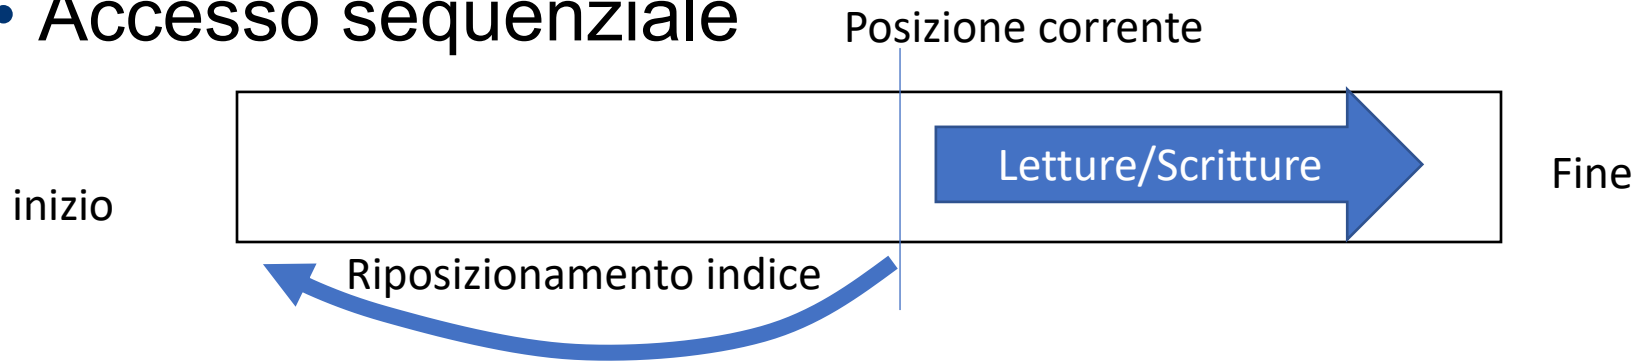 • Accesso sequenziale
Posizione corrente
Letture/Scritture
Fine
inizio
Riposizionamento indice